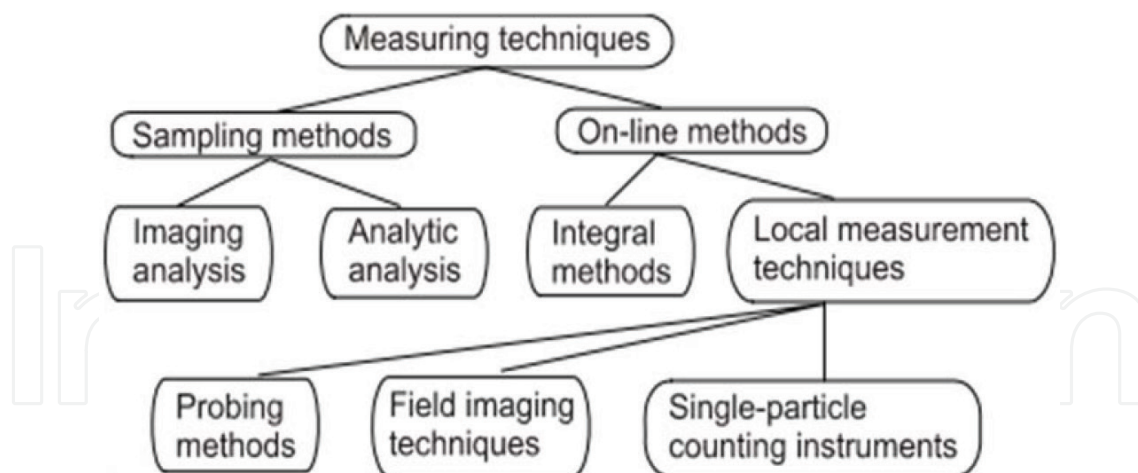 Measuring techniques
Sampling methods
On-line methods
Imaging
analysis
Analytic
analysis
Integral
methods
Local measurement
techniques
Probing
methods
Field imaging
techniques
Single-particle
counting instruments